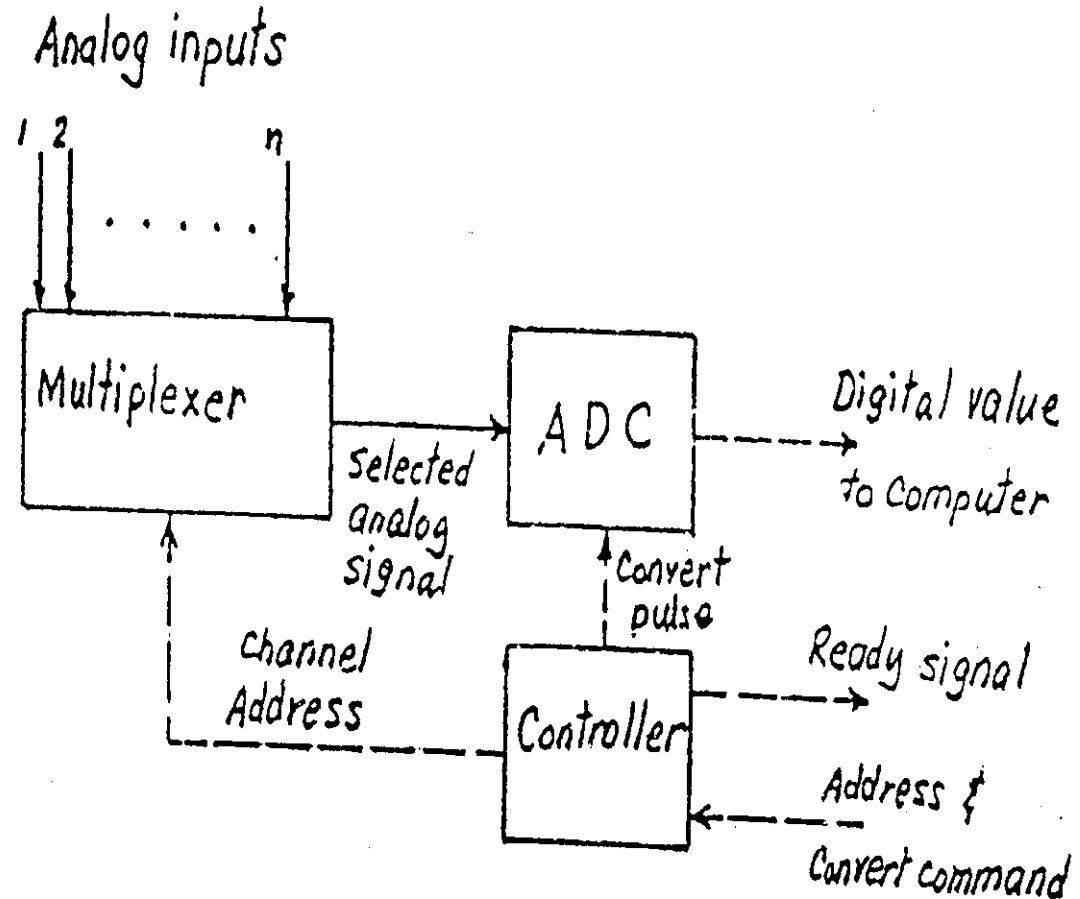 Analog inputs
1 2 n
Multiplexer
ADC
Selected
analog
signal
Digital value
to Computer
Convert
pulse
Channel
Address
Controller
Ready signal
Address &
Convert command